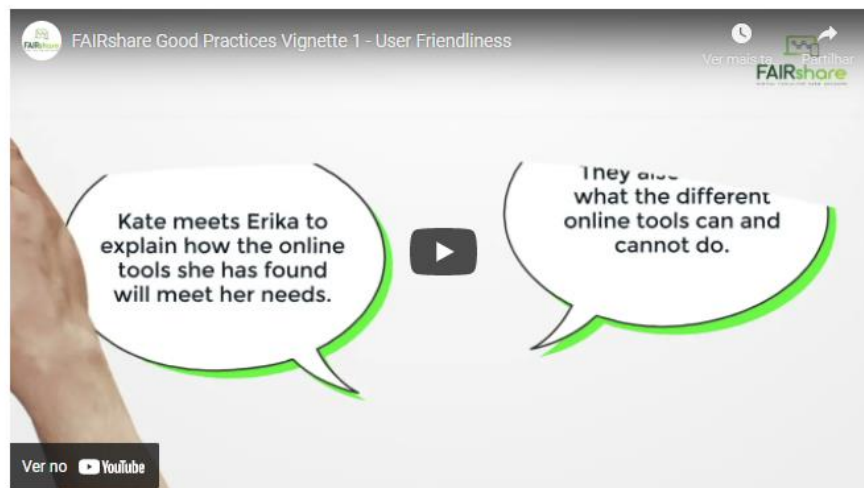 FAIRshare
FAIRshare Good Practices Vignette 1 - User Friendliness
Ver mais ta...
Partilhar
FAIRshare
Kate meets Erika to
explain how the online
tools she has found
will meet her needs.
They
what the different
online tools can and
cannot do.
Ver no YouTube